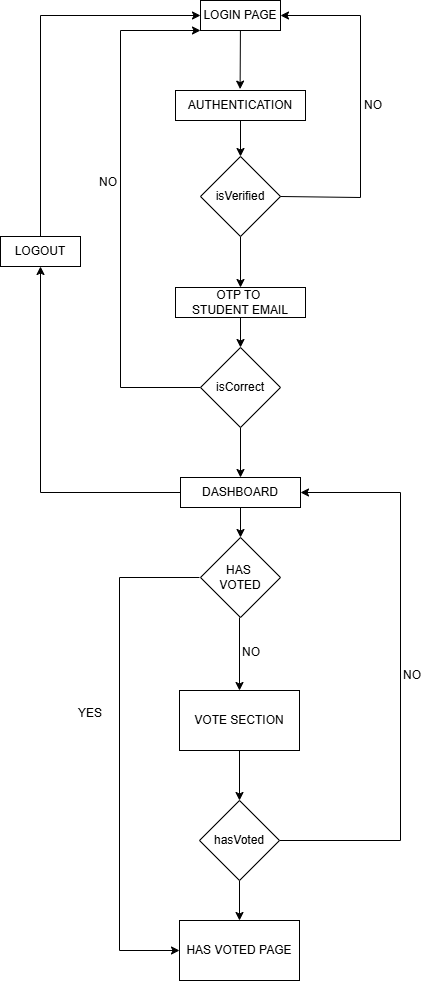 LOGIN PAGE
AUTHENTICATION
NO
NO
isVerified
LOGOUT
OTP TO
STUDENT EMAIL
isCorrect
DASHBOARD
HAS
VOTED
NO
NO
YES
VOTE SECTION
hasVoted
HAS VOTED PAGE